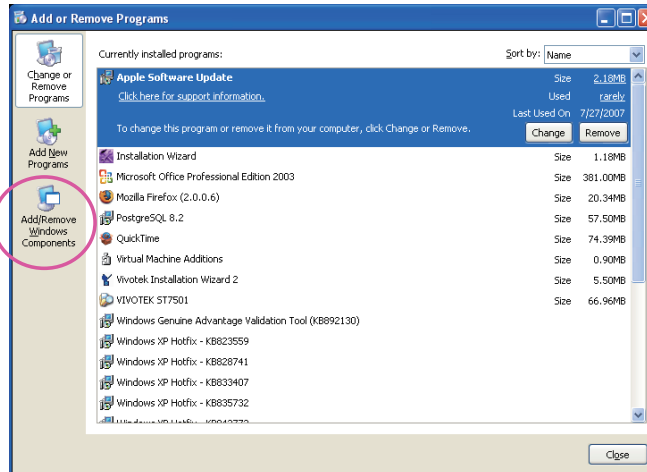 Add or Remove Programs
Change or
Remove
Programs
Add New
Programs
Add/Remove
Windows
Components
Currently installed programs:
Sort by: Name
Apple Software Update Size 2.18MB
Click here for support information. Used rarely
Last Used On 7/27/2007
To change this program or remove it from your computer, click Change or Remove. Change Remove
Installation Wizard Size 1.18MB
Microsoft Office Professional Edition 2003 Size 381.00MB
Mozilla Firefox (2.0.0.6) Size 20.34MB
PostgreSQL 8.2 Size 57.50MB
QuickTime Size 74.39MB
Virtual Machine Additions Size 0.90MB
Vivotek Installation Wizard 2 Size 5.50MB
VIVOTEK ST7501 Size 66.96MB
Windows Genuine Advantage Validation Tool (KB892130)
Windows XP Hotfix - KB823559
Windows XP Hotfix - KB828741
Windows XP Hotfix - KB833407
Windows XP Hotfix - KB835732
Windows XP Hotfix
Close